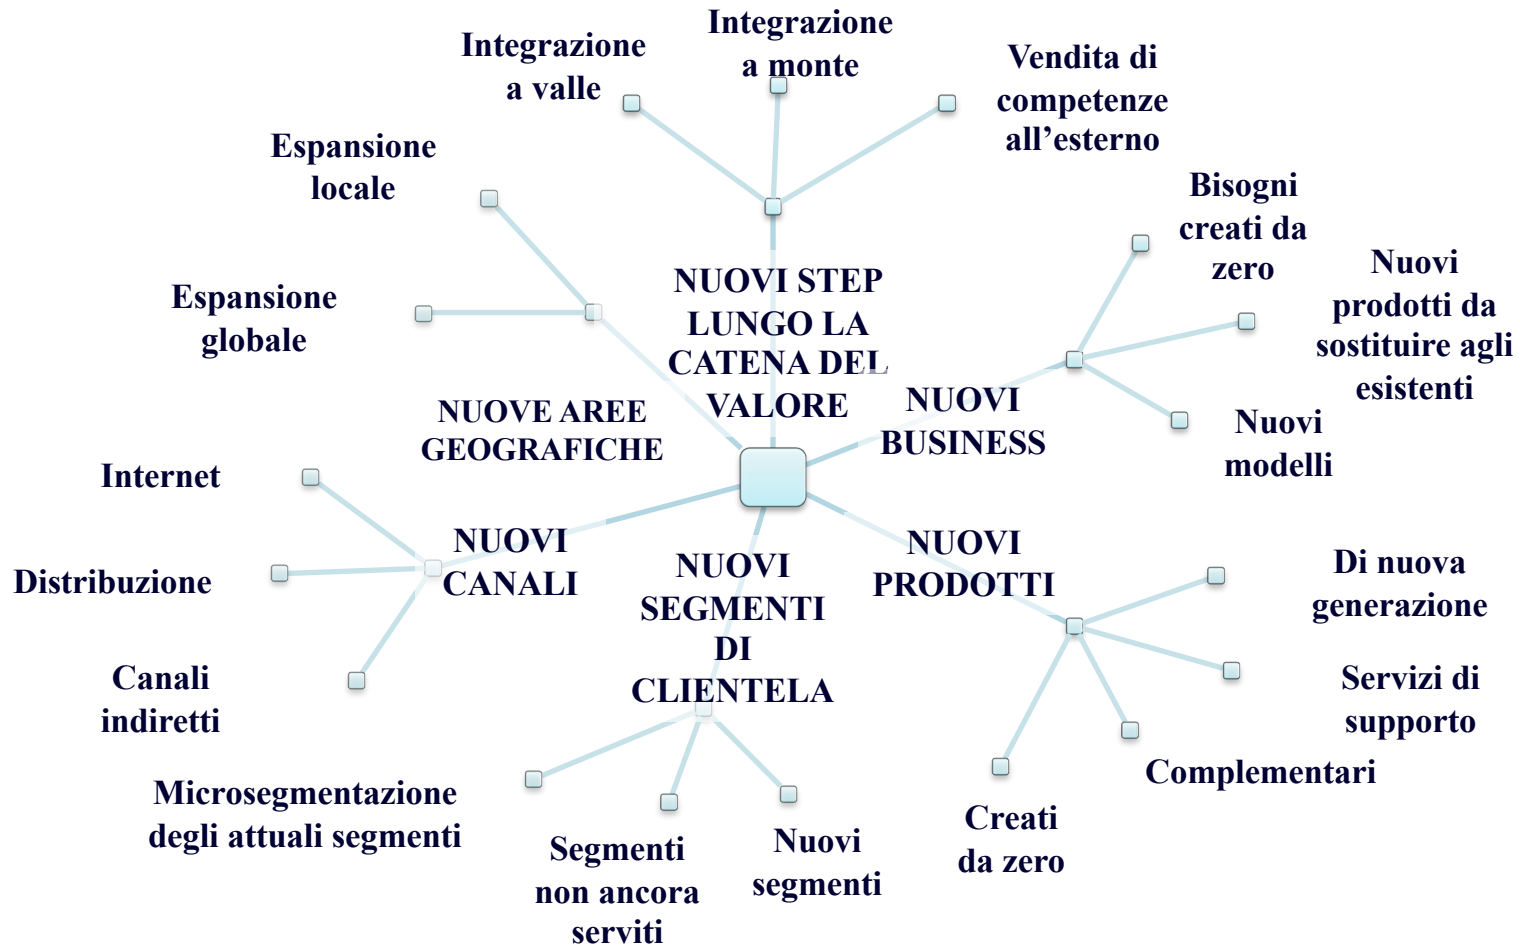 Integrazione
a valle
Integrazione
a monte
Vendita di
competenze
all’esterno
Espansione
locale
Espansione
globale
Bisogni
creati da
zero
Nuovi
prodotti da
sostituire agli
esistenti
Nuovi
modelli
NUOVI STEP
LUNGO LA
CATENA DEL
VALORE
NUOVI
BUSINESS
NUOVE AREE
GEOGRAFICHE
Internet
Distribuzione
Canali
indiretti
NUOVI
CANALI
NUOVI
SEGMENTI
DI
CLIENTELA
NUOVI
PRODOTTI
Di nuova
generazione
Servizi di
supporto
Complementari
Creati
da zero
Microsegmentazione
degli attuali segmenti
Segmenti
non ancora
serviti
Nuovi
segmenti